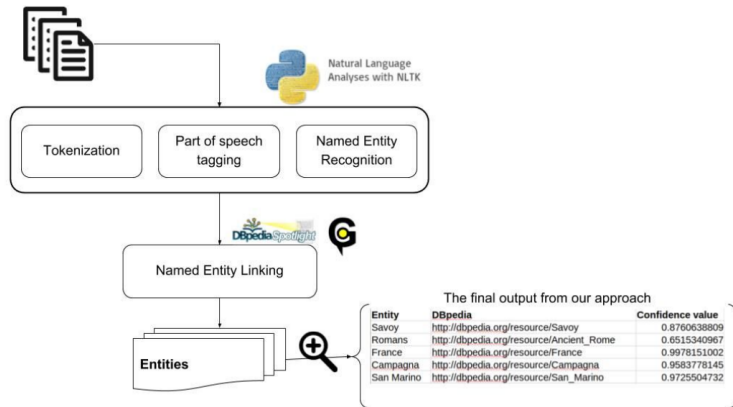 Natural Language
Analyses with NLTK
Tokenization
Part of speech
tagging
Named Entity
Recognition
DBpedia Spotlight
Named Entity Linking
Entities
The final output from our approach
Entity DBpedia Confidence value
Savoy http://dbpedia.org/resource/Savoy 0.8760638809
Romans http://dbpedia.org/resource/Ancient_Rome 0.6515340967
France http://dbpedia.org/resource/France 0.9978151002
Campagna http://dbpedia.org/resource/Campagna 0.9583778145
San Marino http://dbpedia.org/resource/San_Marino 0.9725504732